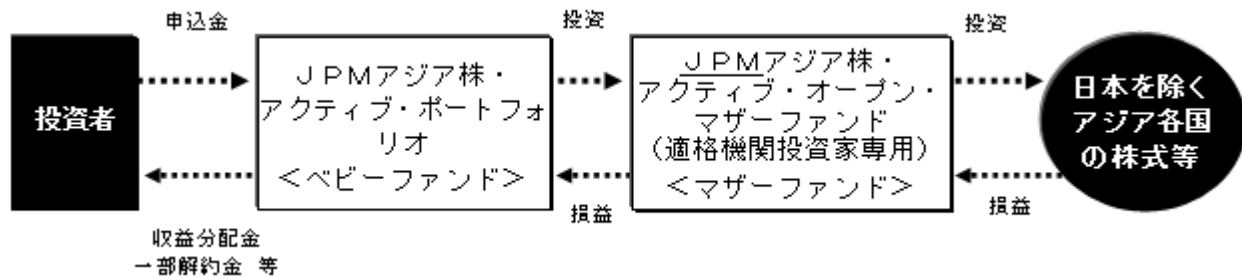 申込金
投資
投資
投資者
ＪＰＭアジア株・
アクティブ・ポートフォ
リオ
＜ベビーファンド＞
ＪＰＭアジア株・
アクティブ・オープン・
マザーファンド
（適格機関投資家専用）
＜マザーファンド＞
日本を除く
アジア各国
の株式等
損益
損益
収益分配金
一部解約金 等